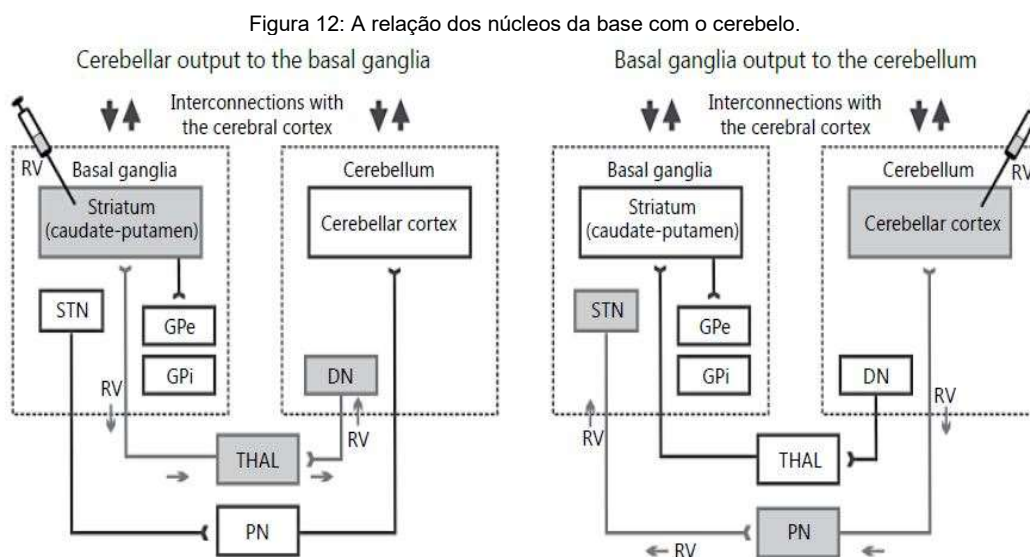 Figura 12: A relação dos núcleos da base com o cerebelo.
Cerebellar output to the basal ganglia
Interconnections with
the cerebral cortex
RV
Basal ganglia
Striatum
(caudate-putamen)
STN
GPe
GPi
RV
Cerebellum
Cerebellar cortex
DN
RV
THAL
PN
Basal ganglia output to the cerebellum
Interconnections with
the cerebral cortex
Basal ganglia
Striatum
(caudate-putamen)
STN
GPe
GPi
RV
Cerebellum
RV
Cerebellar cortex
DN
RV
THAL
PN
RV